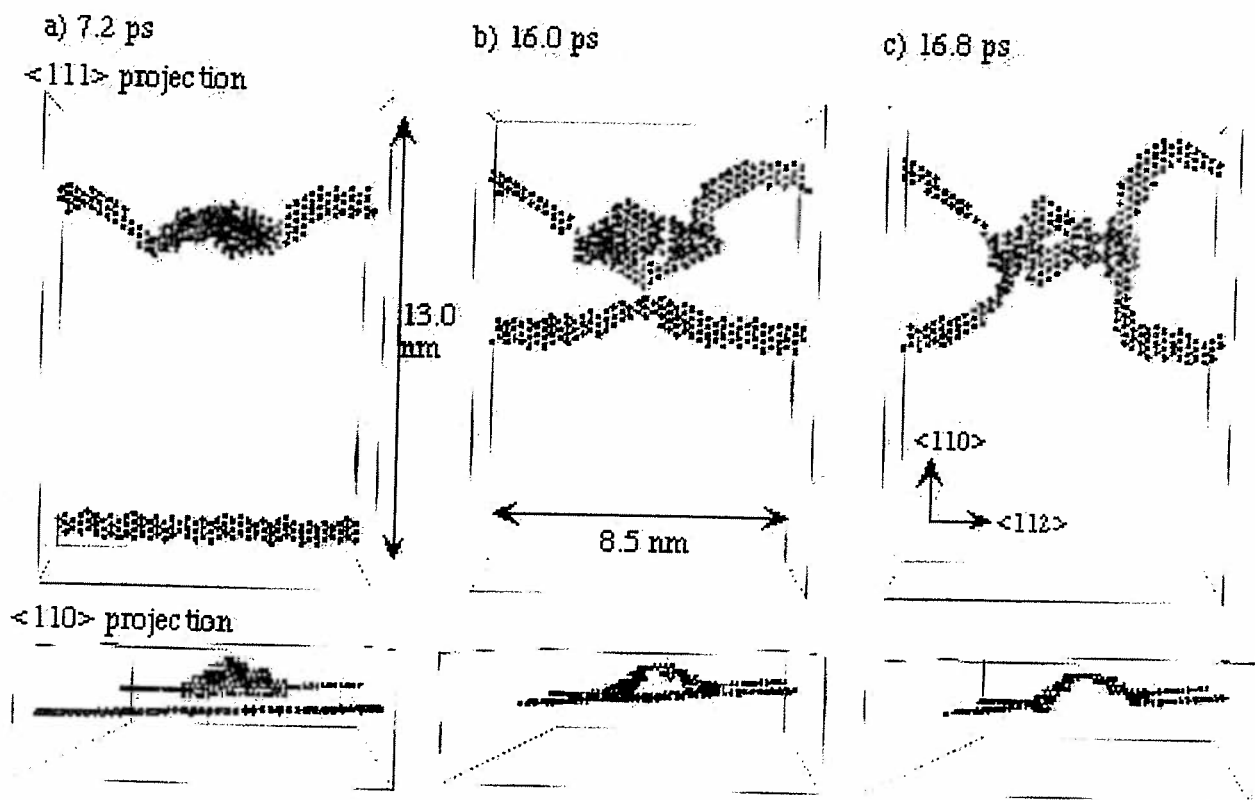 a) 7.2 ps
b) 16.0 ps
c) 16.8 ps
<111> projection
13.0
nm
<110>
<112>
8.5 nm
<110> projection